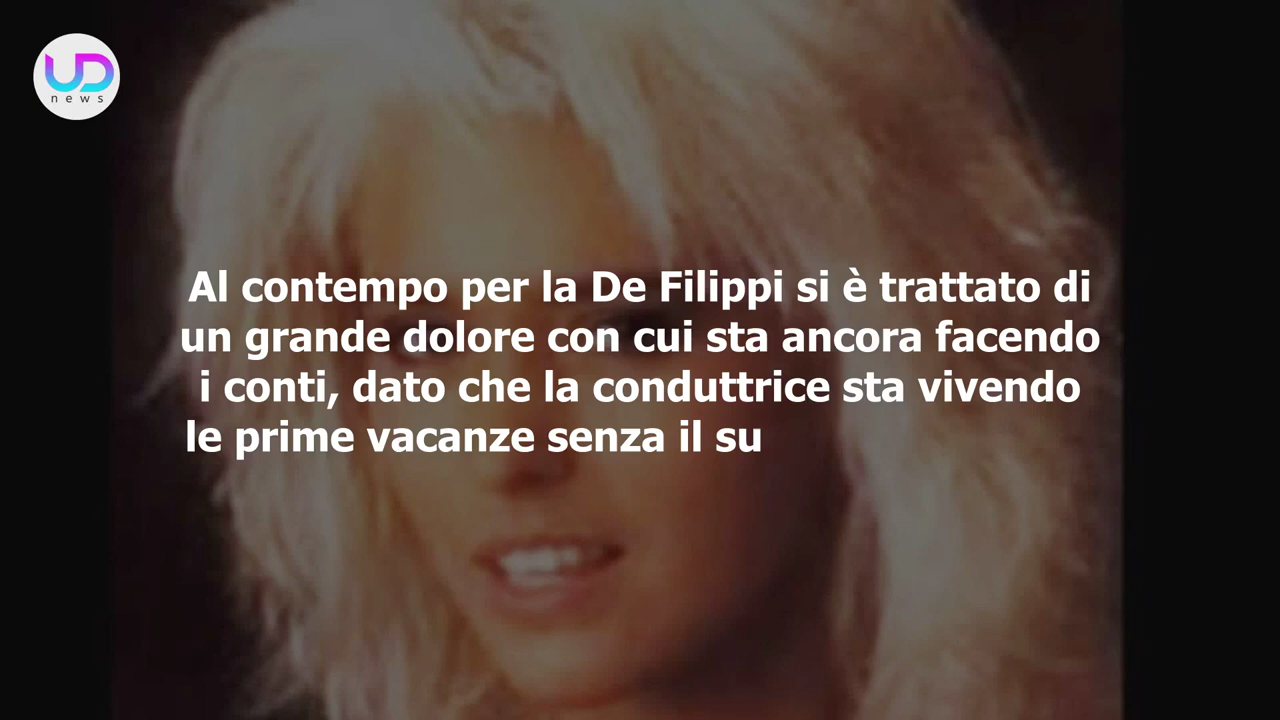 UD
news
Al contempo per la De Filippi si è trattato di
un grande dolore con cui sta ancora facendo
i conti, dato che la conduttrice sta vivendo
le prime vacanze senza il su